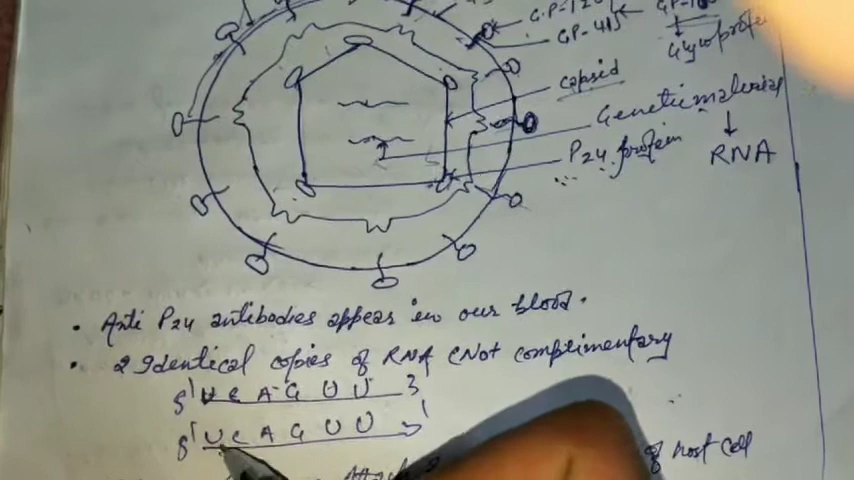 GP-120
GP-41
Glycoprotein
capsid
Genetic material
RNA
P24 protein
• Anti P24 antibodies appear in our blood.
• 2 Identical copies of RNA (Not complimentary
5' U C A G U U 3'
5' U C A G U U
of host cell